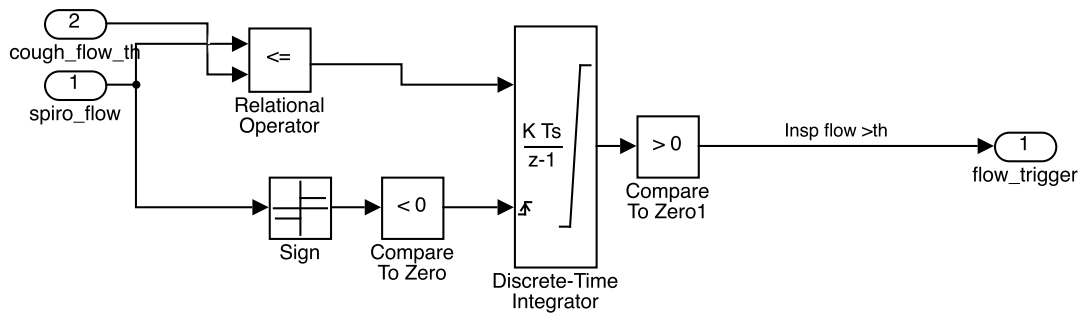 2
cough_flow_th
1
spiro_flow
<=
Relational
Operator
Sign
< 0
Compare
To Zero
K Ts
z-1
Discrete-Time
Integrator
> 0
Compare
To Zero1
Insp flow >th
1
flow_trigger